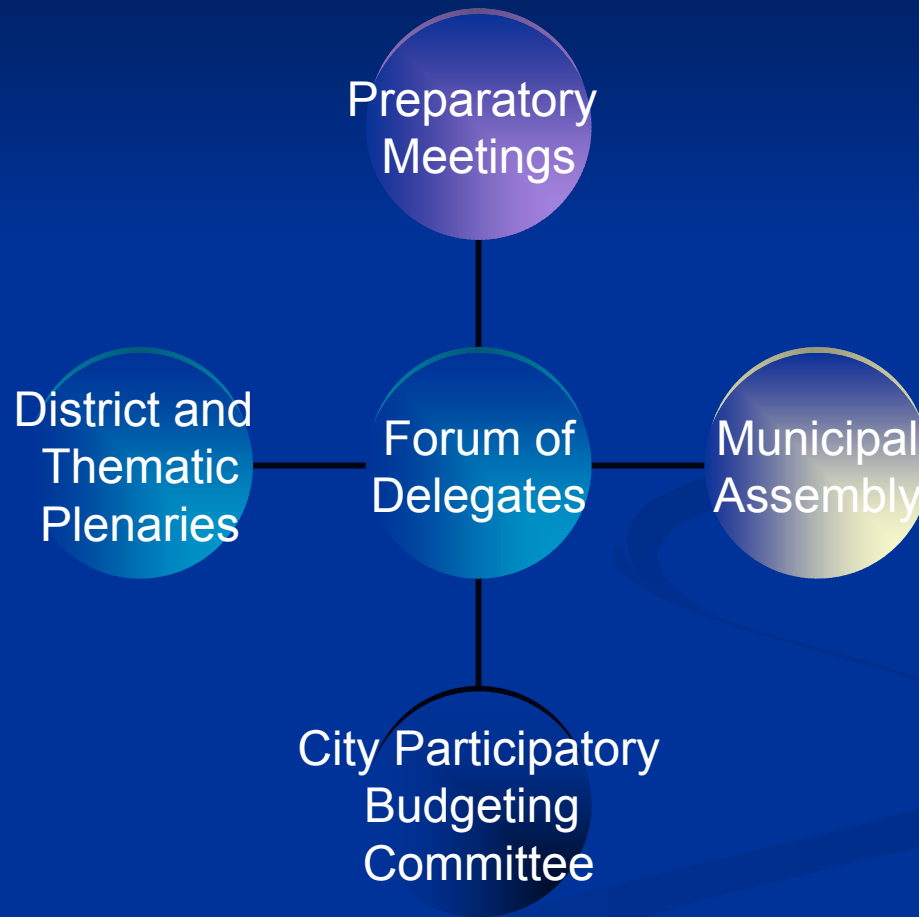 Preparatory
Meetings
District and
Thematic
Plenaries
Forum of
Delegates
Municipal
Assembly
City Participatory
Budgeting
Committee